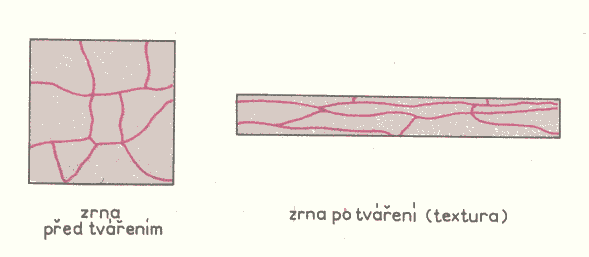 zrna
před tvářením
zrna po tváření (textura)